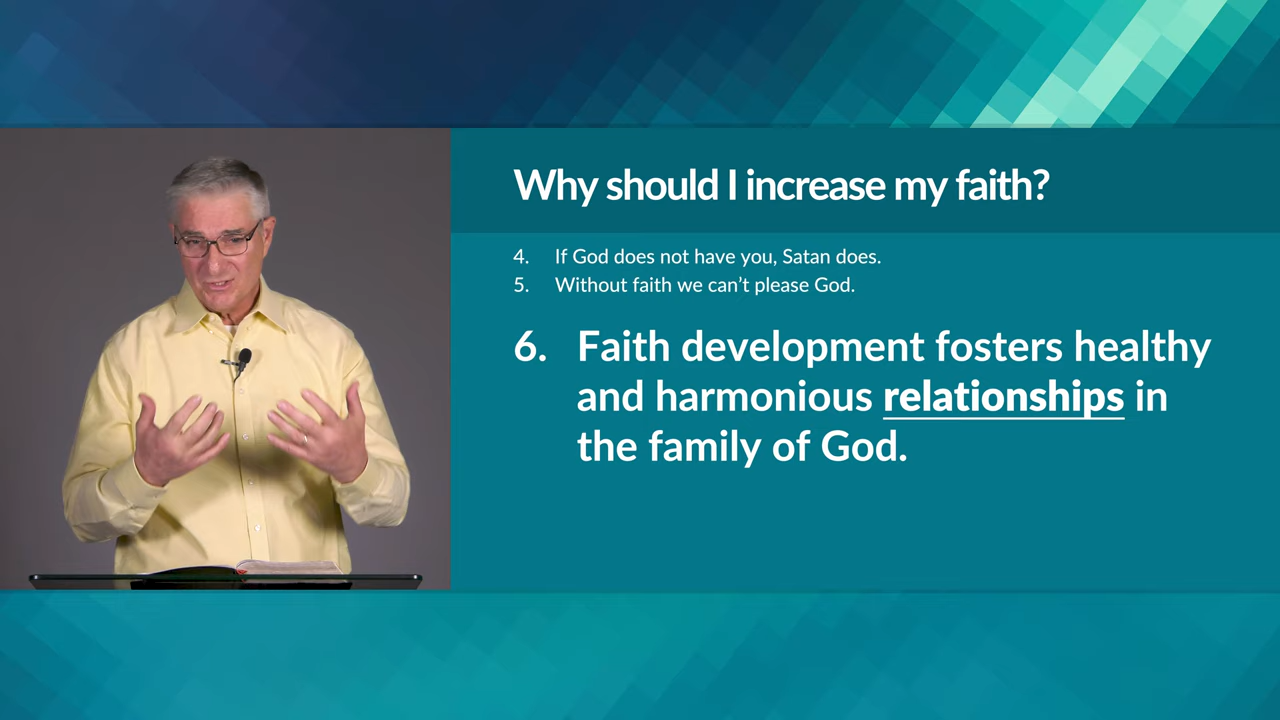 Why should I increase my faith?
4. If God does not have you, Satan does.
5. Without faith we can’t please God.
6. Faith development fosters healthy
and harmonious relationships in
the family of God.